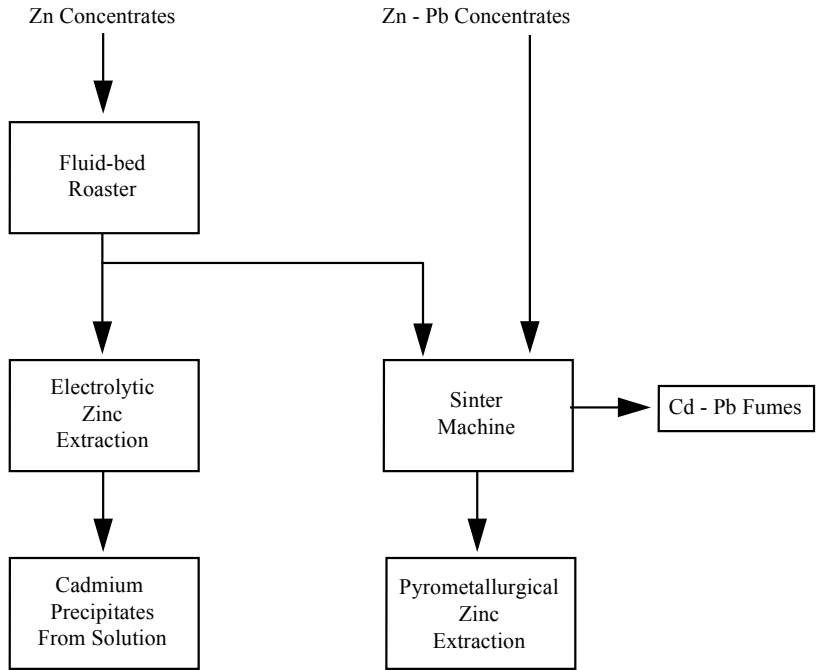 Zn Concentrates
Zn - Pb Concentrates
Fluid-bed
Roaster
Electrolytic
Zinc
Extraction
Sinter
Machine
Cd - Pb Fumes
Cadmium
Precipitates
From Solution
Pyrometallurgical
Zinc
Extraction